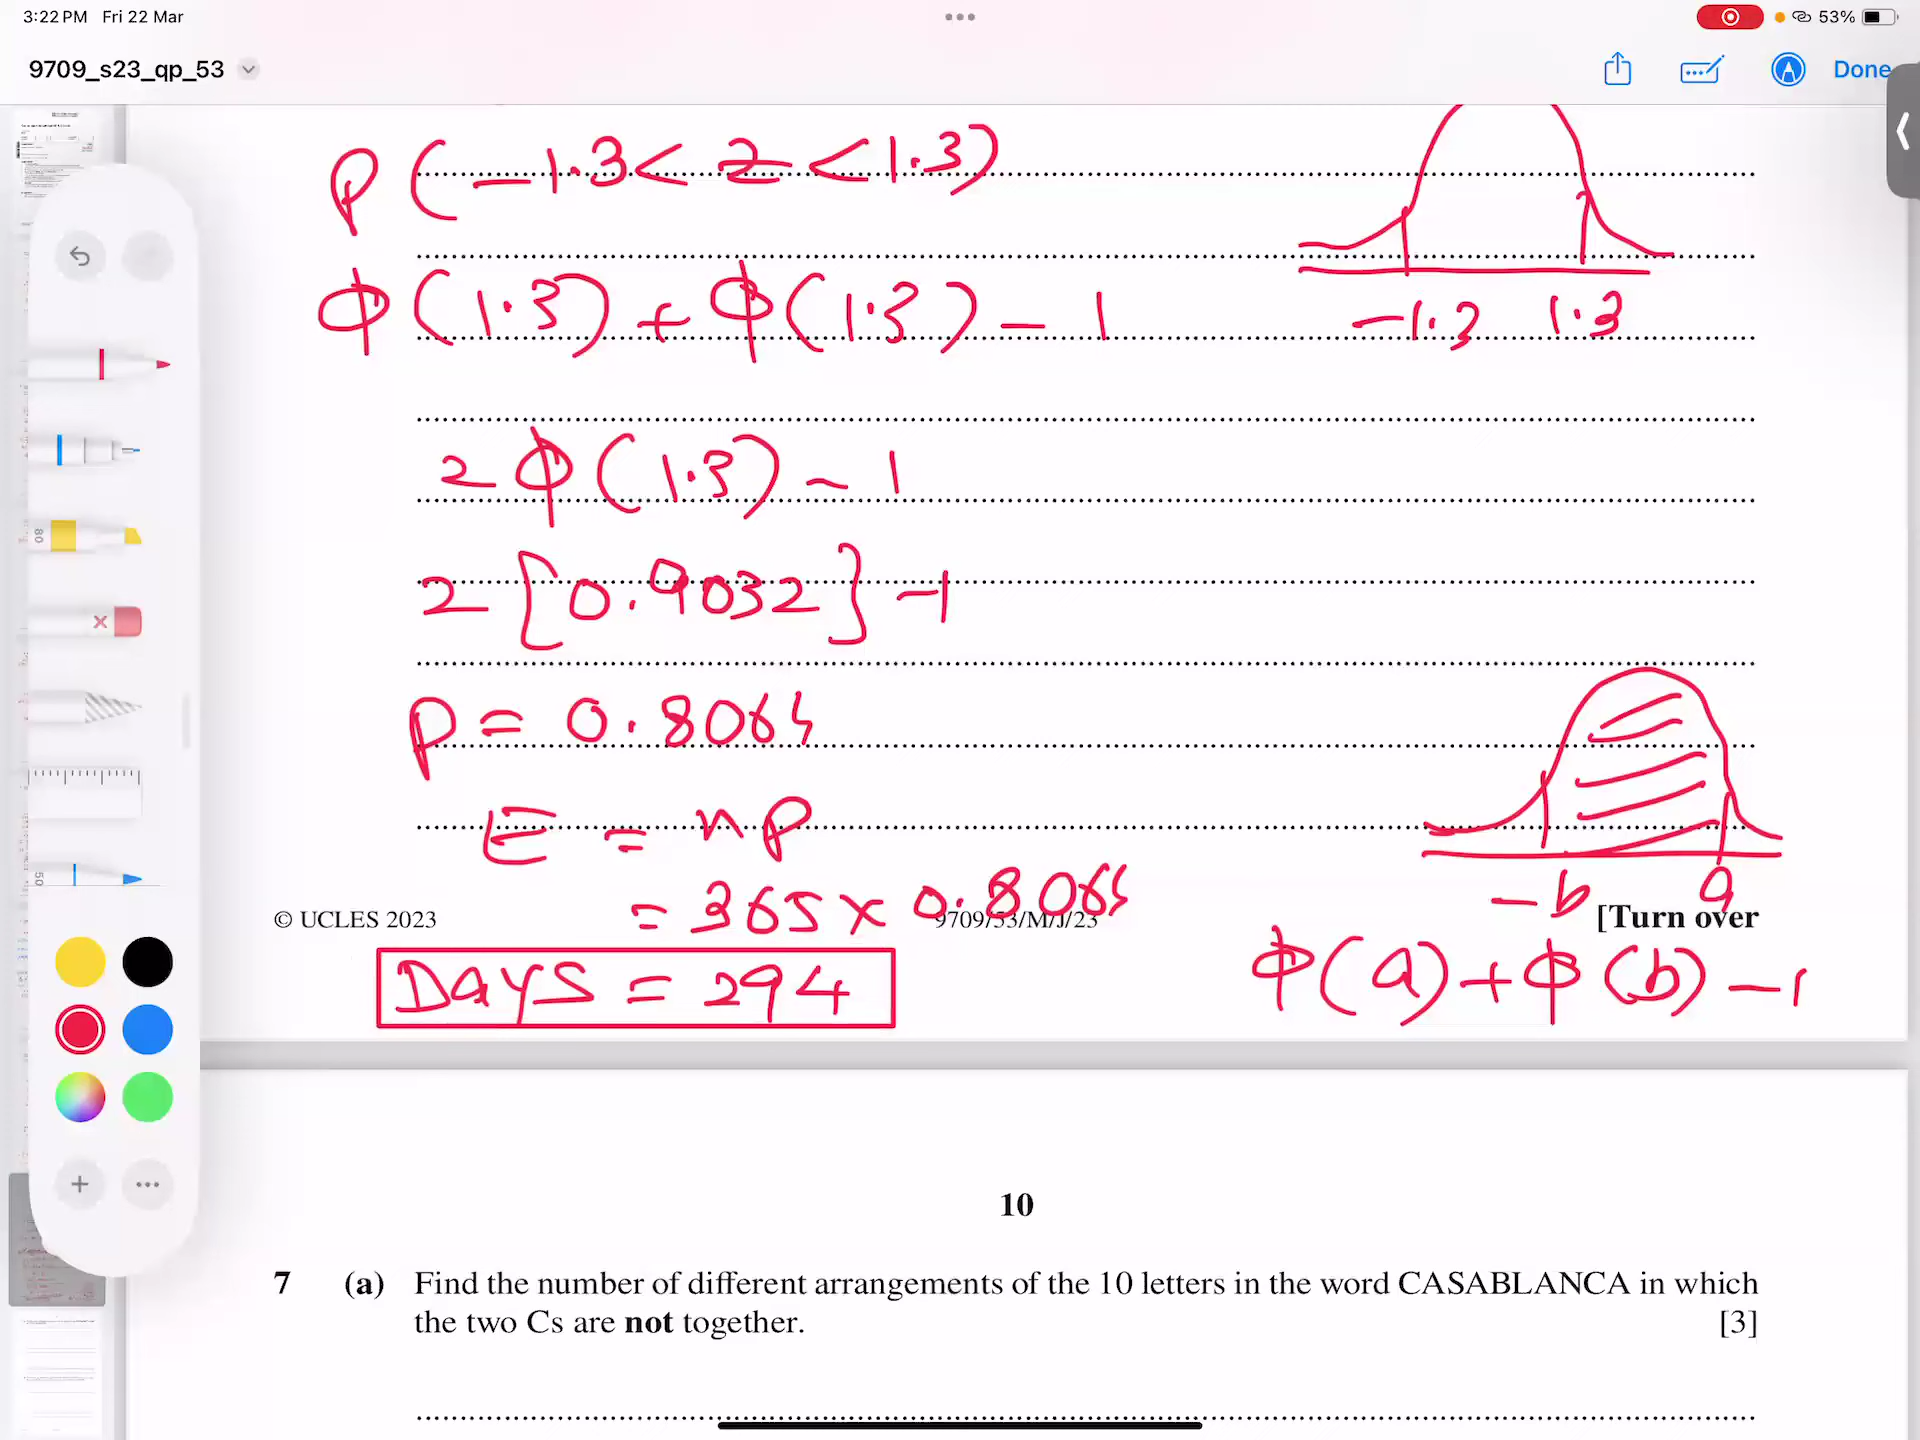 3:22 PM Fri 22 Mar
53%
9709_s23_qp_53
Done
P(-1.3<z<1.3)
ϕ(1.3)+ϕ(1.3)-1
-1.3 1.3
2ϕ(1.3)-1
2[0.9032]-1
P = 0.8064
E = np
= 365 × 0.8064
-b a
© UCLES 2023
9709/53/M/J/23
[Turn over
Days = 294
ϕ(a)+ϕ(b)-1
80
50
10
7 (a) Find the number of different arrangements of the 10 letters in the word CASABLANCA in which
the two Cs are not together. [3]